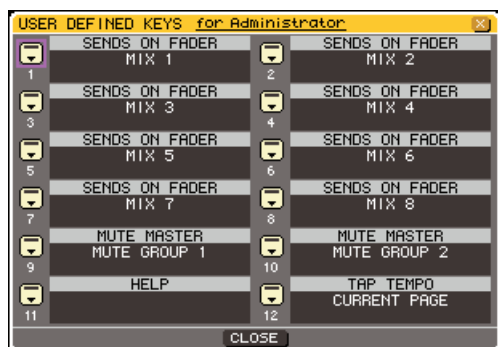 USER DEFINED KEYS for Administrator
SENDS ON FADER
MIX 1
1
SENDS ON FADER
MIX 2
2
SENDS ON FADER
MIX 3
3
SENDS ON FADER
MIX 4
4
SENDS ON FADER
MIX 5
5
SENDS ON FADER
MIX 6
6
SENDS ON FADER
MIX 7
7
SENDS ON FADER
MIX 8
8
MUTE MASTER
MUTE GROUP 1
9
MUTE MASTER
MUTE GROUP 2
10
HELP
11
TAP TEMPO
CURRENT PAGE
12
CLOSE